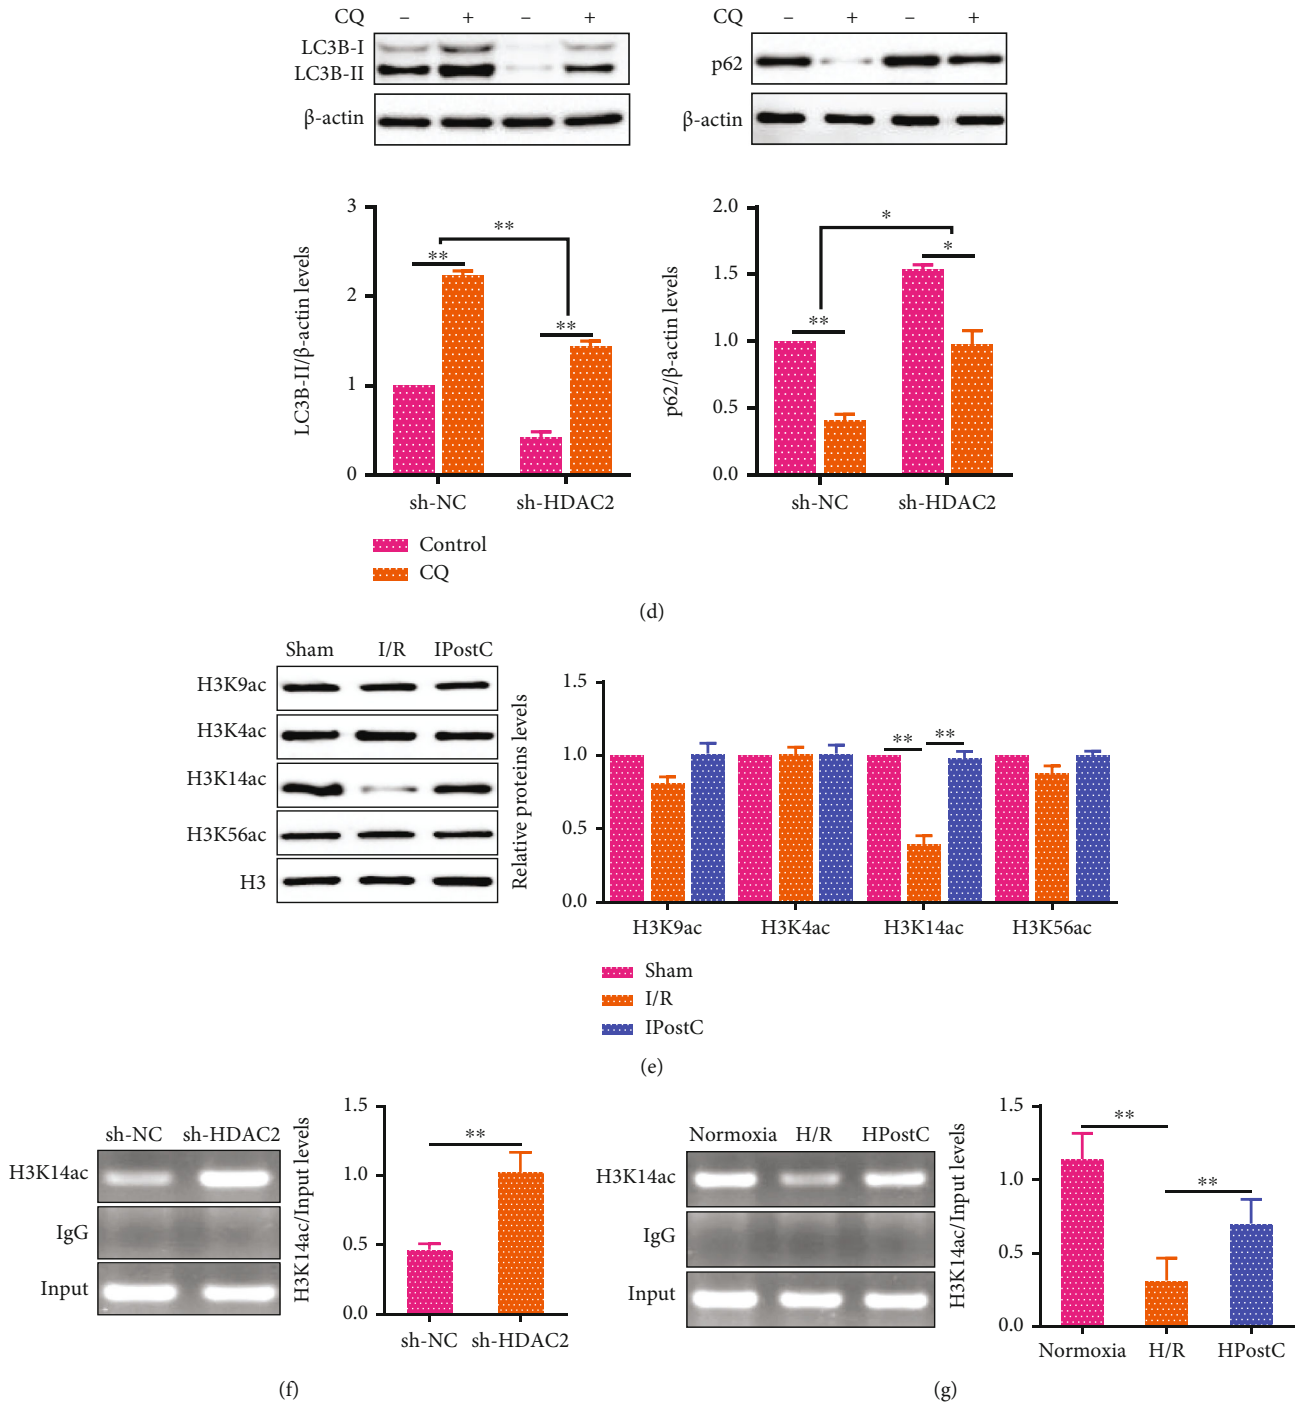 CQ – + – +
LC3B-I
LC3B-II
β-actin
CQ – + – +
p62
β-actin
LC3B-II/β-actin levels
3
2
1
0
**
**
**
sh-NC sh-HDAC2
Control
CQ
p62/β-actin levels
2.0
1.5
1.0
0.5
0.0
*
*
**
sh-NC sh-HDAC2
(d)
Sham I/R IPostC
H3K9ac
H3K4ac
H3K14ac
H3K56ac
H3
Relative proteins levels
1.5
1.0
0.5
0.0
** **
H3K9ac H3K4ac H3K14ac H3K56ac
Sham
I/R
IPostC
(e)
sh-NC sh-HDAC2
H3K14ac
IgG
Input
H3K14ac/Input levels
1.5
1.0
0.5
0.0
**
sh-NC sh-HDAC2
(f)
Normoxia H/R HPostC
H3K14ac
IgG
Input
H3K14ac/Input levels
1.5
1.0
0.5
0.0
**
**
Normoxia H/R HPostC
(g)